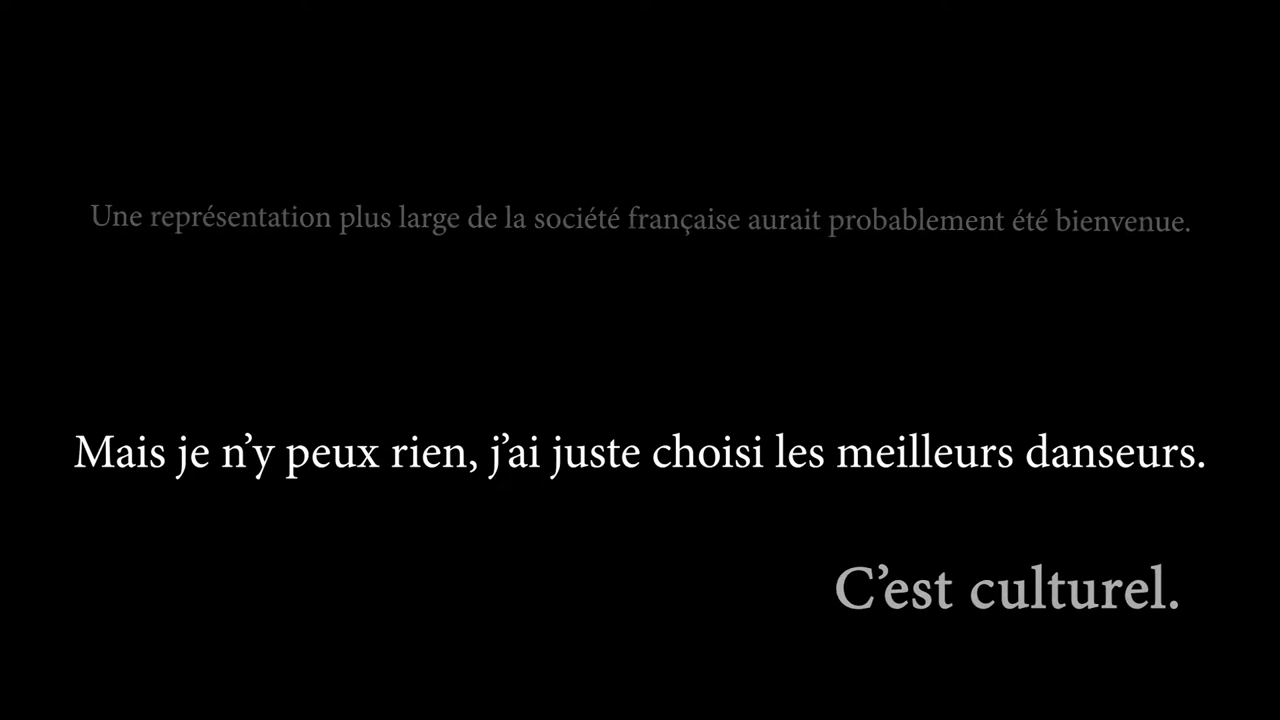 Une représentation plus large de la société française aurait probablement été bienvenue.
Mais je n’y peux rien, j’ai juste choisi les meilleurs danseurs.
C’est culturel.